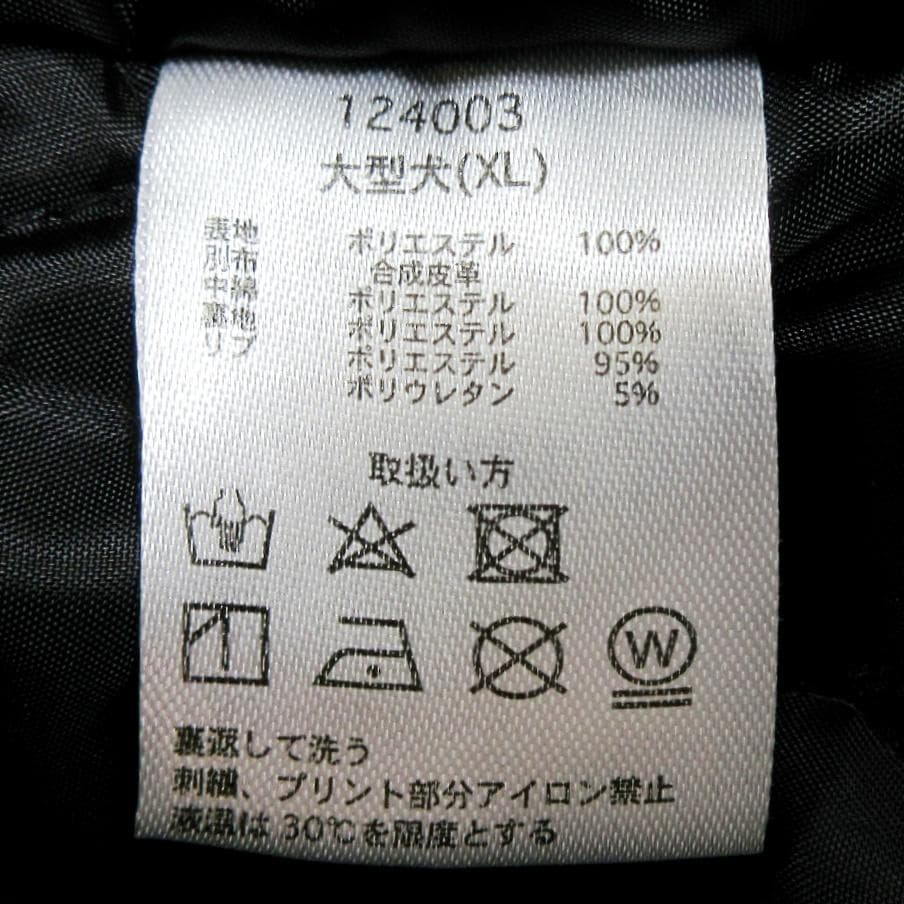 124003
大型犬(XL)
表地 ポリエステル 100%
別布 合成皮革
中綿 ポリエステル 100%
裏地 ポリエステル 100%
リブ ポリエステル 95%
ポリウレタン 5%
取扱い方
W
裏返して洗う
刺繍、プリント部分アイロン禁止
液温は30℃を限度とする